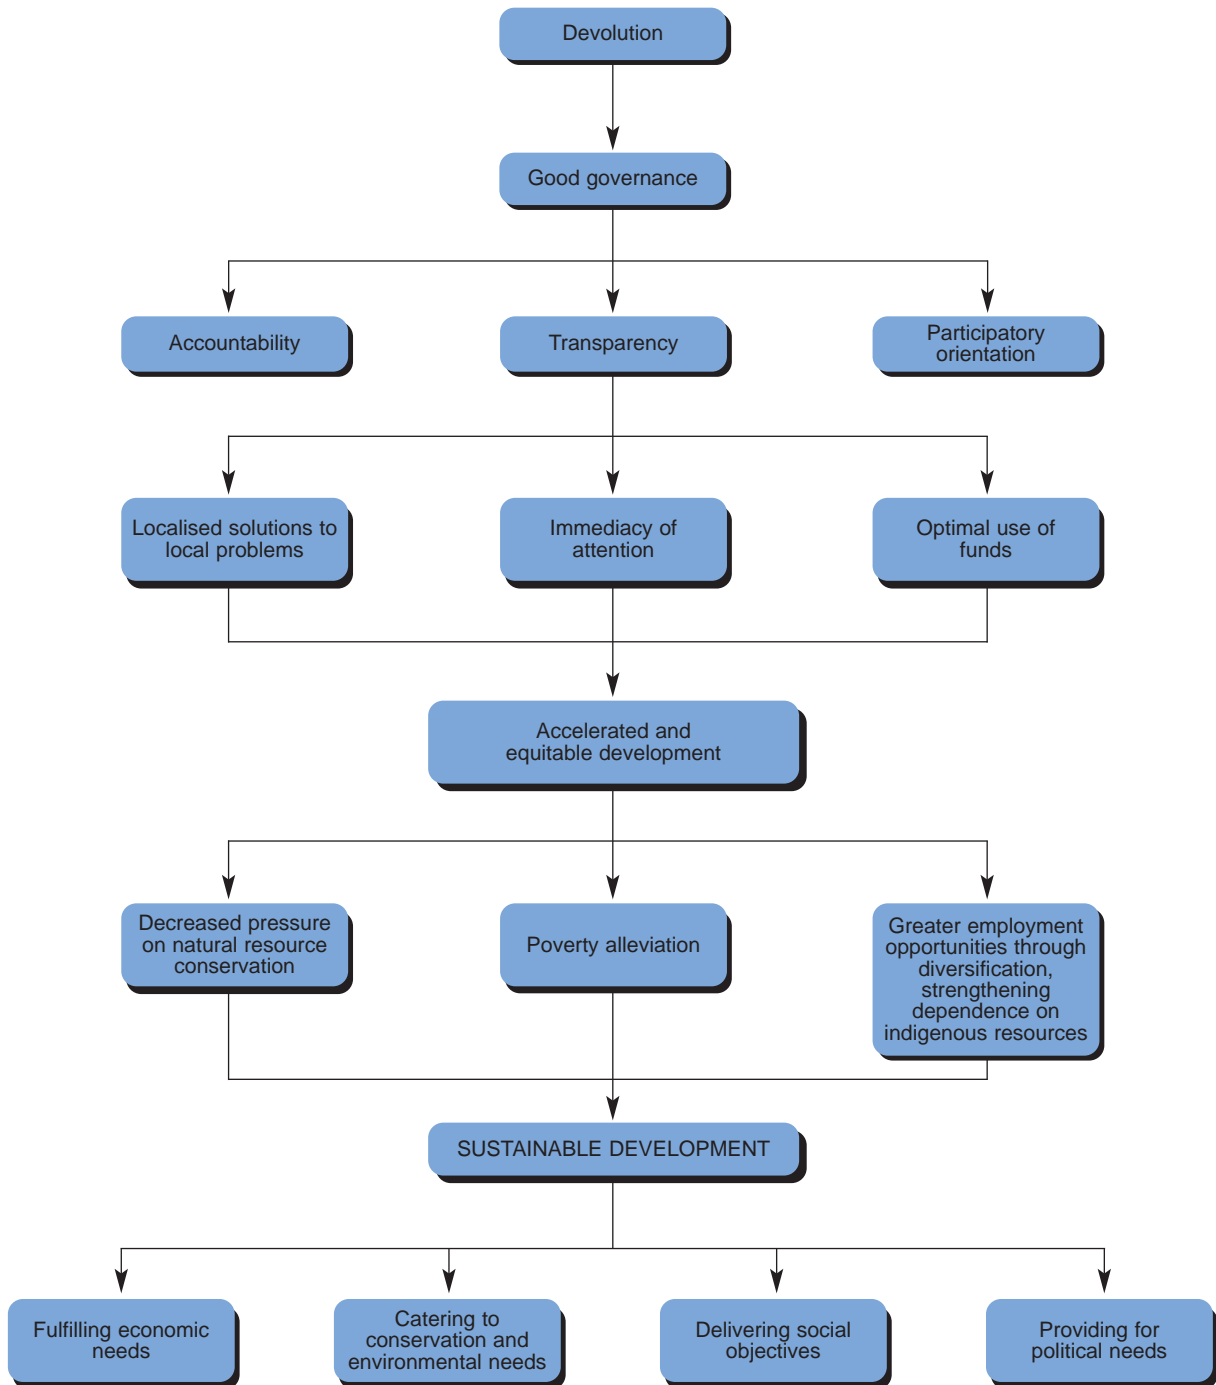 Devolution
Good governance
Accountability
Transparency
Participatory
orientation
Localised solutions to
local problems
Immediacy of
attention
Optimal use of
funds
Accelerated and
equitable development
Decreased pressure
on natural resource
conservation
Poverty alleviation
Greater employment
opportunities through
diversification,
strengthening
dependence on
indigenous resources
SUSTAINABLE DEVELOPMENT
Fulfilling economic
needs
Catering to
conservation and
environmental needs
Delivering social
objectives
Providing for
political needs